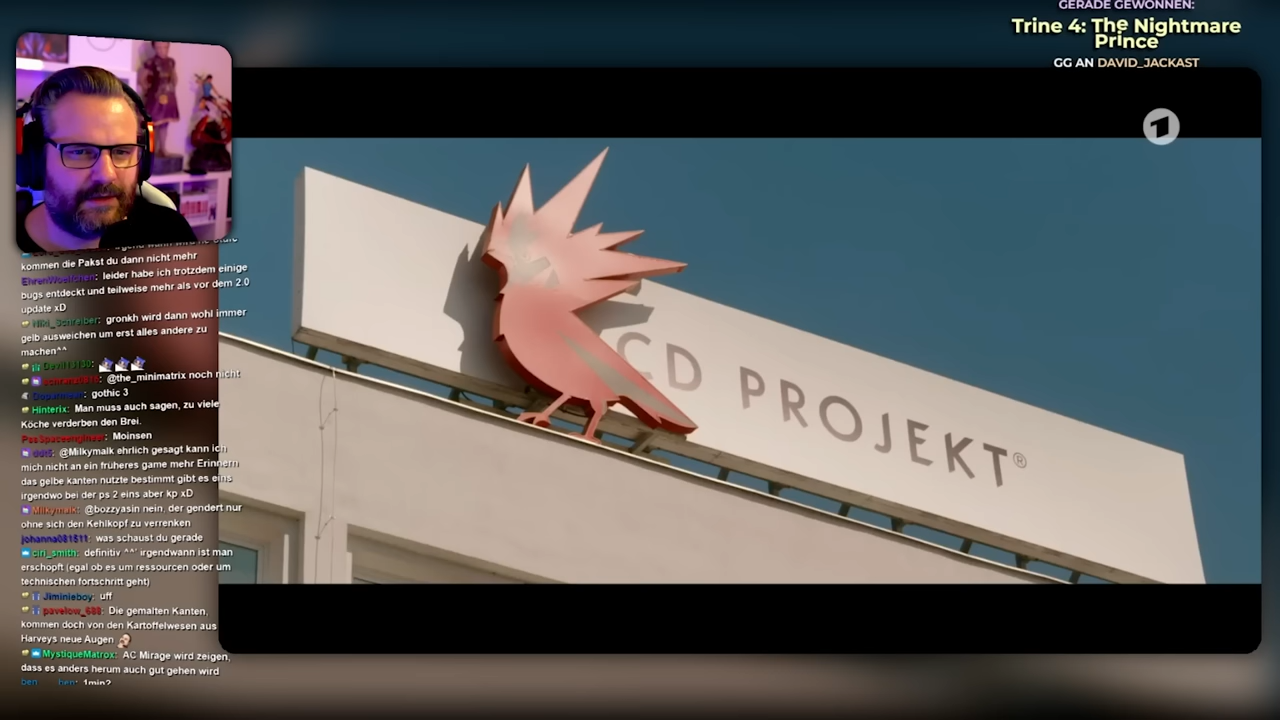 GERADE GEWONNEN:
Trine 4: The Nightmare
Prince
GG AN DAVID_JACKAST
CD PROJEKT®
kommen die Pakst du dann nicht mehr
EhrenWoelfchen: leider habe ich trotzdem einige
bugs entdeckt und teilweise mehr als vor dem 2.0
update xD
Niki_Schreiber: gronkh wird dann wohl immer
gelb ausweichen um erst alles andere zu
machen^^
@the_minimatrix noch nicht
gothic 3
Hinterix: Man muss auch sagen, zu viele
Köche verderben den Brei.
Moinsen
@Milkymalk ehrlich gesagt kann ich
mich nicht an ein früheres game mehr Erinnern
das gelbe kanten nutzte bestimmt gibt es eins
irgendwo bei der ps 2 eins aber kp xD
Milkymalk: @bozzyasin nein, der gendert nur
ohne sich den Kehlkopf zu verrenken
johanna081511: was schaust du gerade
ciri_smith: definitiv ^^' irgendwann ist man
erschopft (egal ob es um ressourcen oder um
technischen fortschritt geht)
Jiminieboy: uff
pavelow_688: Die gemalten Kanten,
kommen doch von den Kartoffelwesen aus
Harveys neue Augen
MystiqueMatrox: AC Mirage wird zeigen,
dass es anders herum auch gut gehen wird
1min?